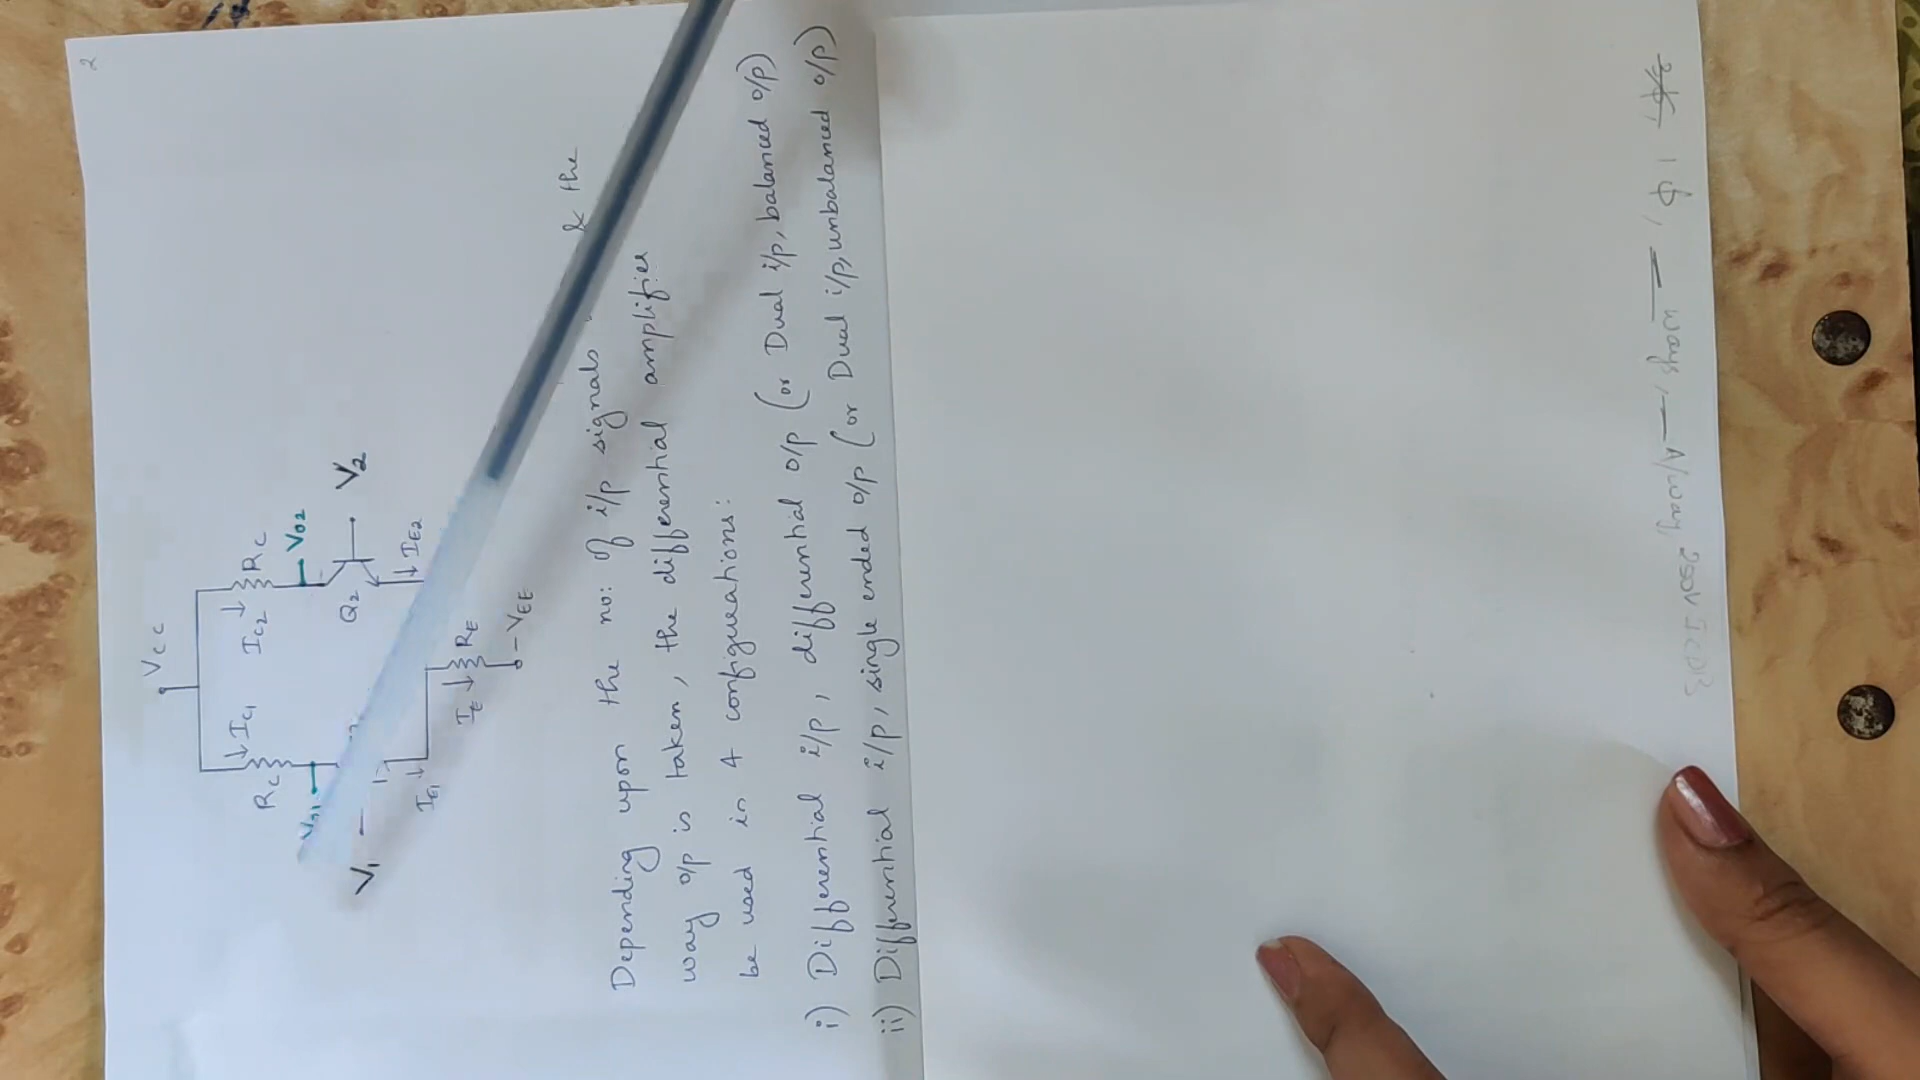 2
Vcc
IC1
IC2
RC
RC
Vo2
V1
Q2
V2
IE1
IE2
IE
RE
-VEE
Depending upon the no: of i/p signals & the
way o/p is taken, the differential amplifier
be used in 4 configurations:
i) Differential i/p, differential o/p (or Dual i/p, balanced o/p)
ii) Differential i/p, single ended o/p (or Dual i/p, unbalanced o/p)